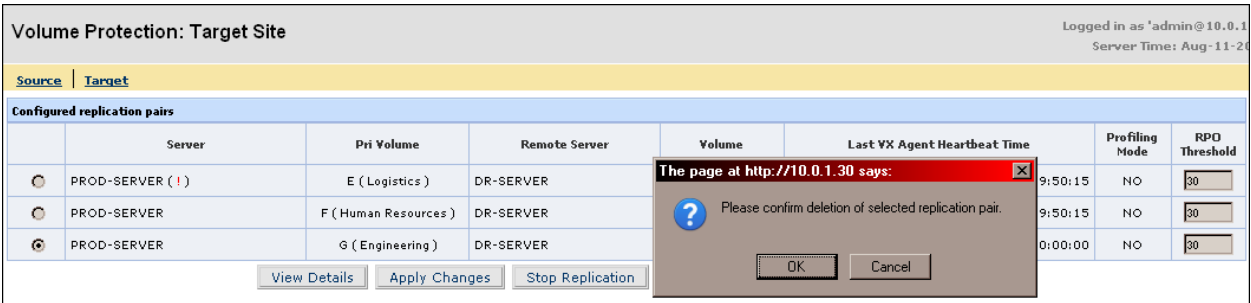 Volume Protection: Target Site
Logged in as 'admin@10.0.1
Server Time: Aug-11-20
Source | Target
Configured replication pairs
Server Pri Volume Remote Server Volume Last VX Agent Heartbeat Time Profiling Mode RPO Threshold
PROD-SERVER ( ! ) E ( Logistics ) DR-SERVER 9:50:15 NO 30
PROD-SERVER F ( Human Resources ) DR-SERVER 9:50:15 NO 30
PROD-SERVER G ( Engineering ) DR-SERVER 0:00:00 NO 30
The page at http://10.0.1.30 says:
Please confirm deletion of selected replication pair.
OK Cancel
View Details Apply Changes Stop Replication